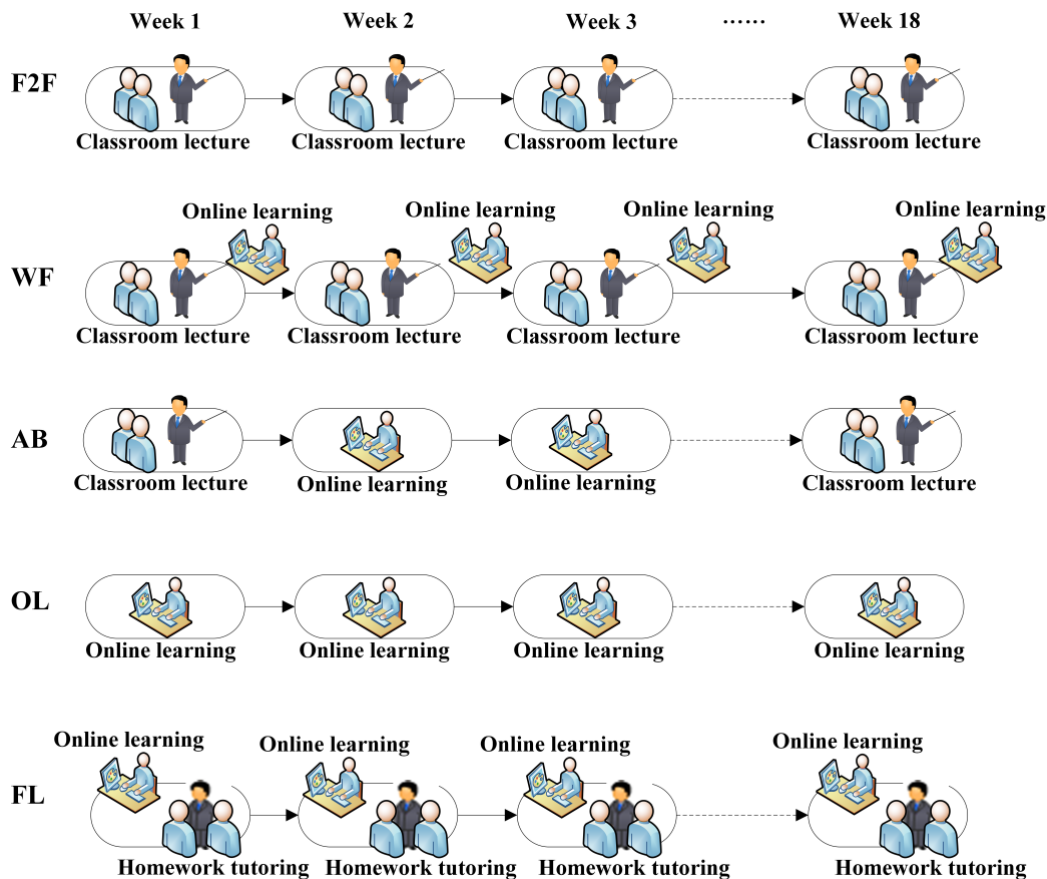 Week 1 Week 2 Week 3 ...... Week 18
F2F
Classroom lecture Classroom lecture Classroom lecture Classroom lecture
Online learning Online learning Online learning Online learning
WF
Classroom lecture Classroom lecture Classroom lecture Classroom lecture
AB
Classroom lecture Online learning Online learning Classroom lecture
OL
Online learning Online learning Online learning Online learning
Online learning Online learning Online learning Online learning
FL
Homework tutoring Homework tutoring Homework tutoring Homework tutoring